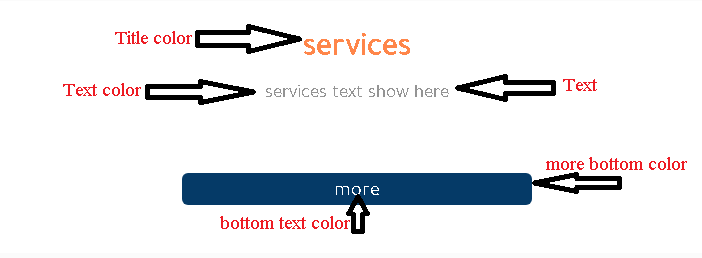 Title color
services
Text color
services text show here
Text
more bottom color
more
bottom text color